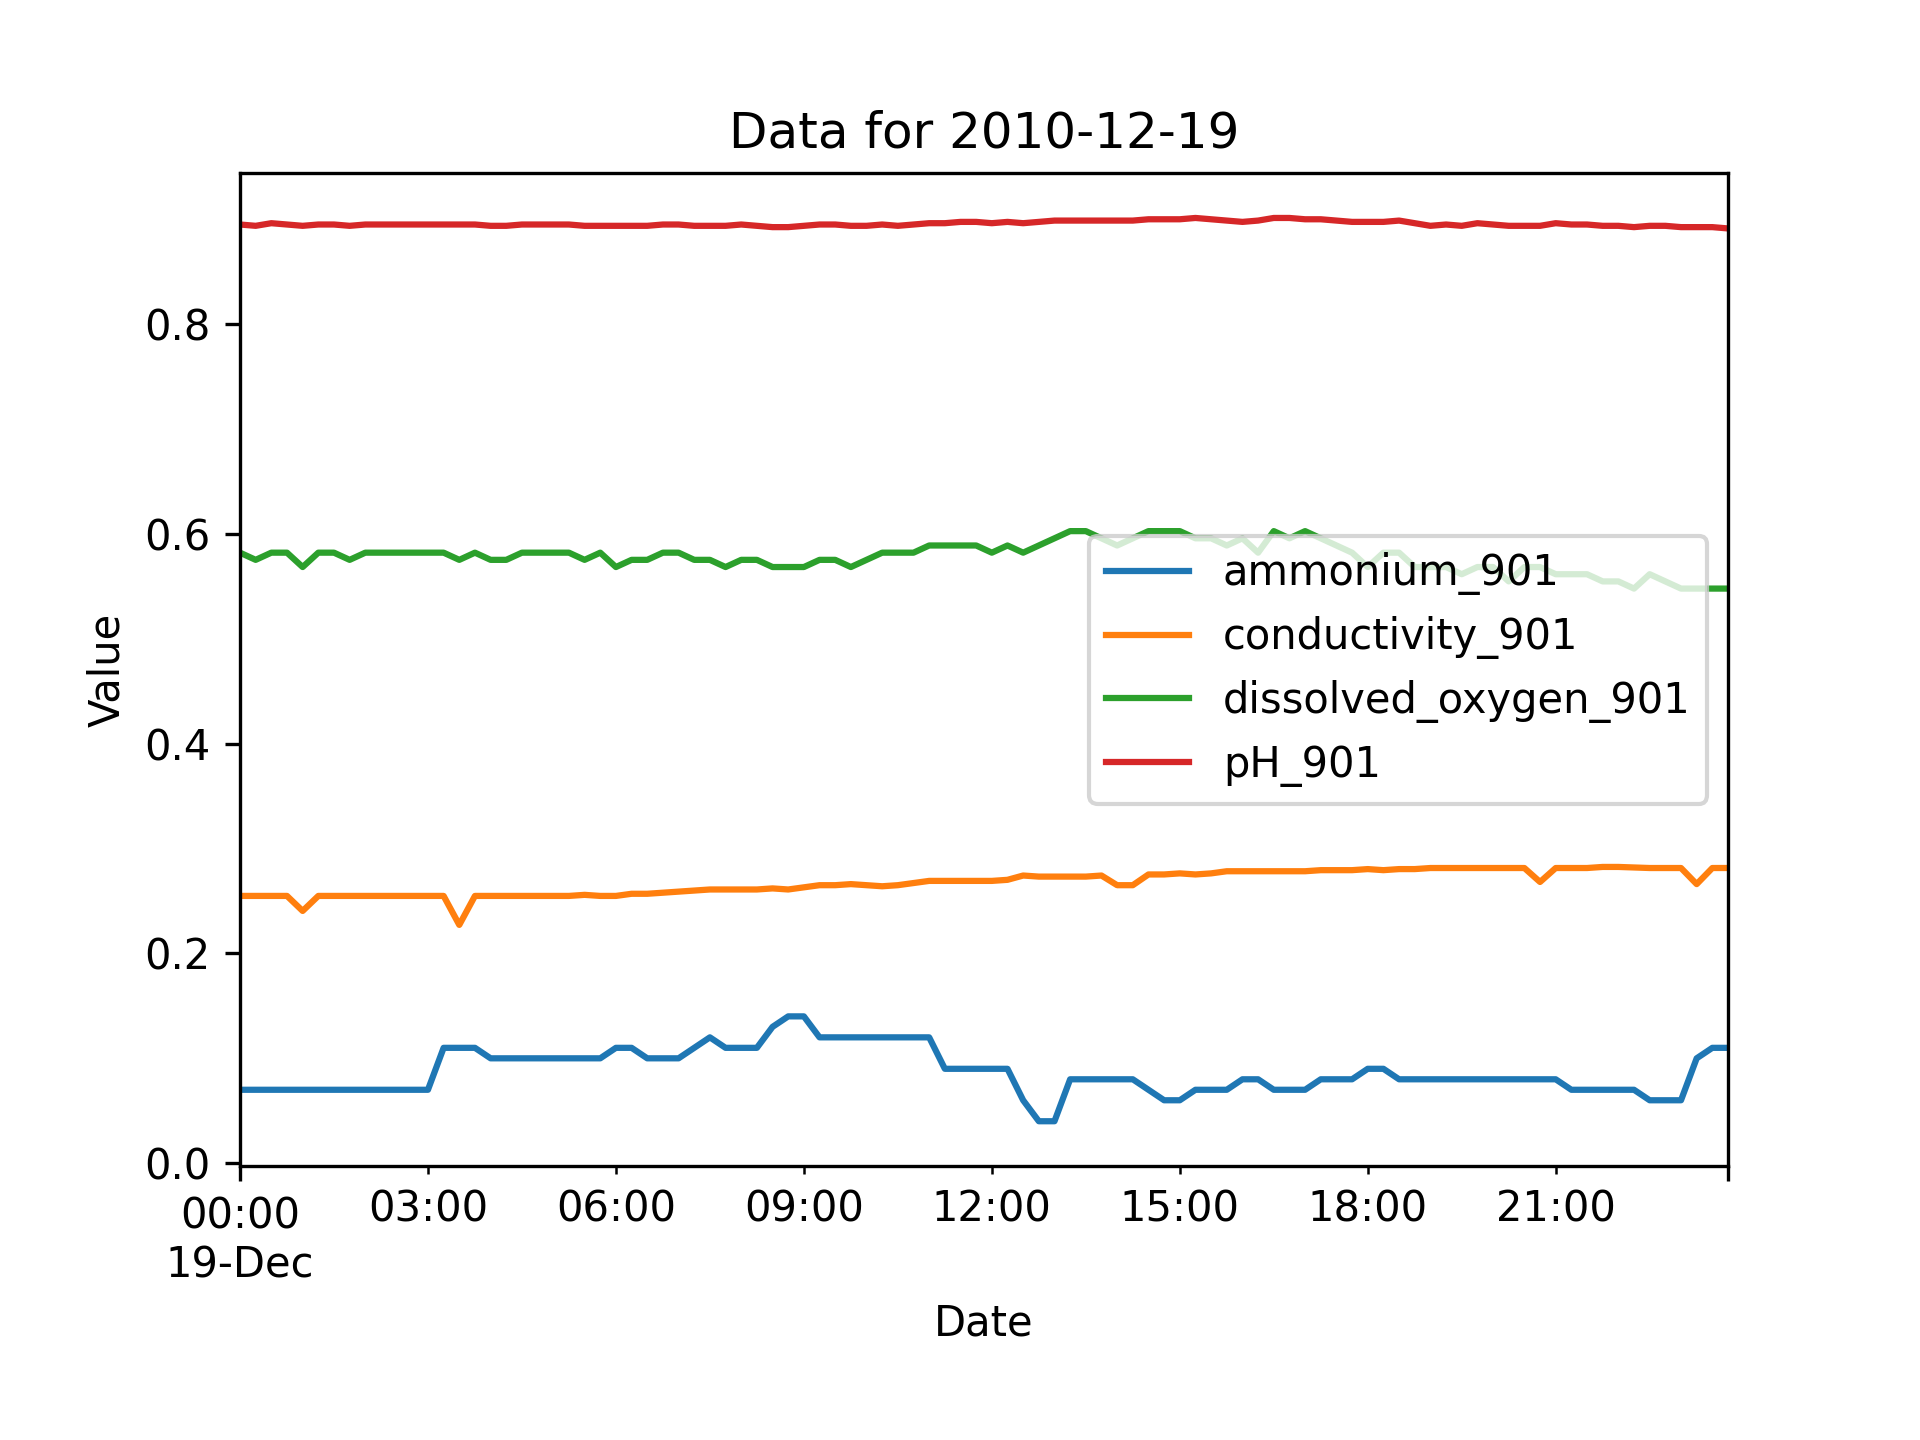 Data for 2010-12-19
Value
0.8
0.6
0.4
0.2
0.0
ammonium_901
conductivity_901
dissolved_oxygen_901
pH_901
00:00 03:00 06:00 09:00 12:00 15:00 18:00 21:00
19-Dec
Date